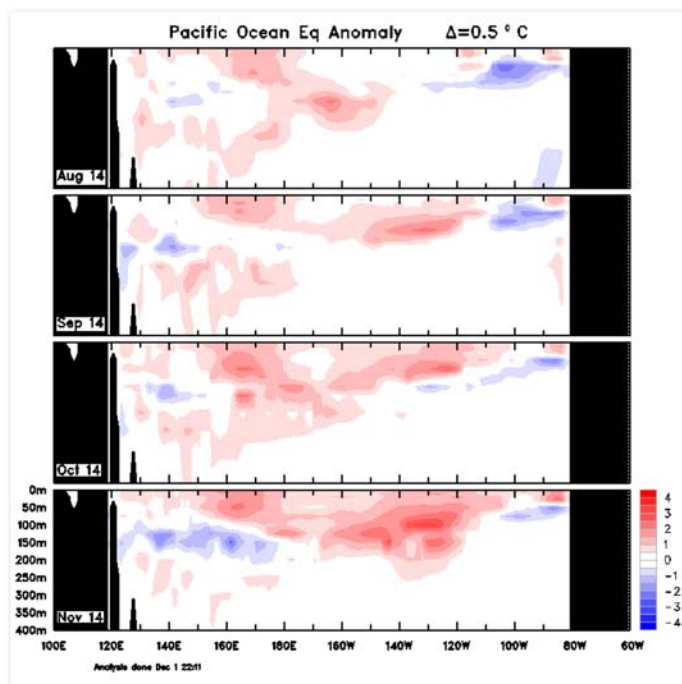 Pacific Ocean Eq Anomaly Δ=0.5 °C
Aug 14
Sep 14
Oct 14
0m
50m
100m
150m
200m
250m
300m
350m
400m
Nov 14
4
3
2
1
0
-1
-2
-3
-4
100E 120E 140E 160E 180E 160W 140W 120W 100W 80W 60W
Analysis done Dec 1 22:11